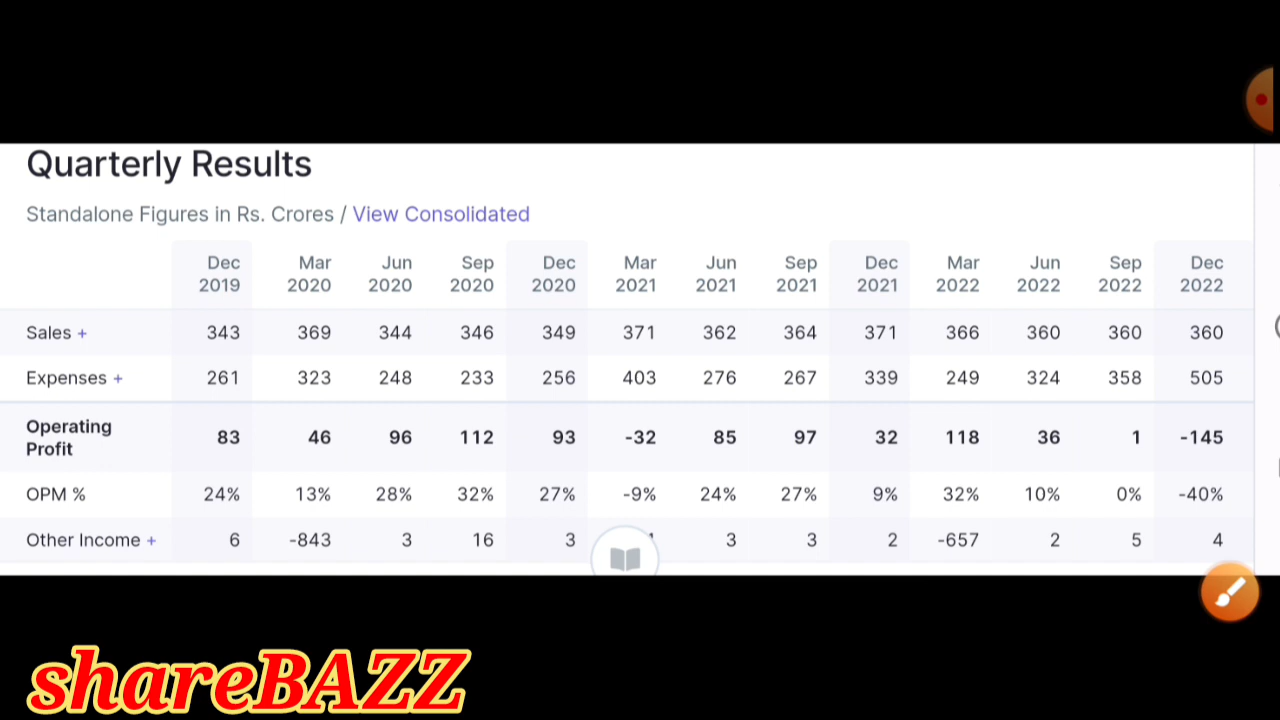 Quarterly Results
Standalone Figures in Rs. Crores / View Consolidated
Dec 2019 Mar 2020 Jun 2020 Sep 2020 Dec 2020 Mar 2021 Jun 2021 Sep 2021 Dec 2021 Mar 2022 Jun 2022 Sep 2022 Dec 2022
Sales + 343 369 344 346 349 371 362 364 371 366 360 360 360
Expenses + 261 323 248 233 256 403 276 267 339 249 324 358 505
Operating Profit 83 46 96 112 93 -32 85 97 32 118 36 1 -145
OPM % 24% 13% 28% 32% 27% -9% 24% 27% 9% 32% 10% 0% -40%
Other Income + 6 -843 3 16 3 3 3 2 -657 2 5 4
shareBAZZ